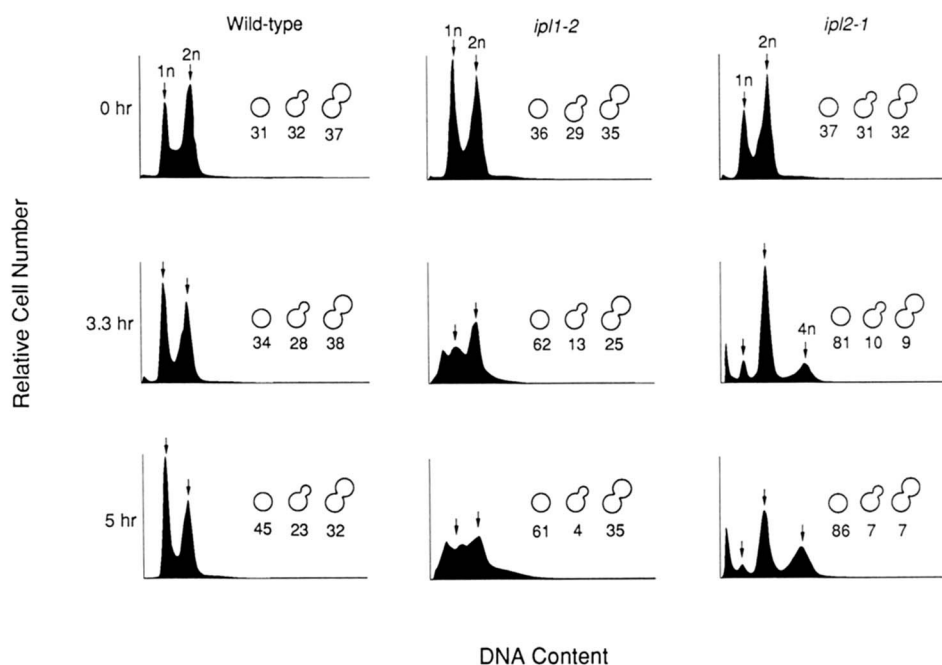 Wild-type ipl1-2 ipl2-1
1n 2n 1n 2n 1n 2n
0 hr
31 32 37 36 29 35 37 31 32
Relative Cell Number
3.3 hr
4n
34 28 38 62 13 25 81 10 9
5 hr
45 23 32 61 4 35 86 7 7
DNA Content